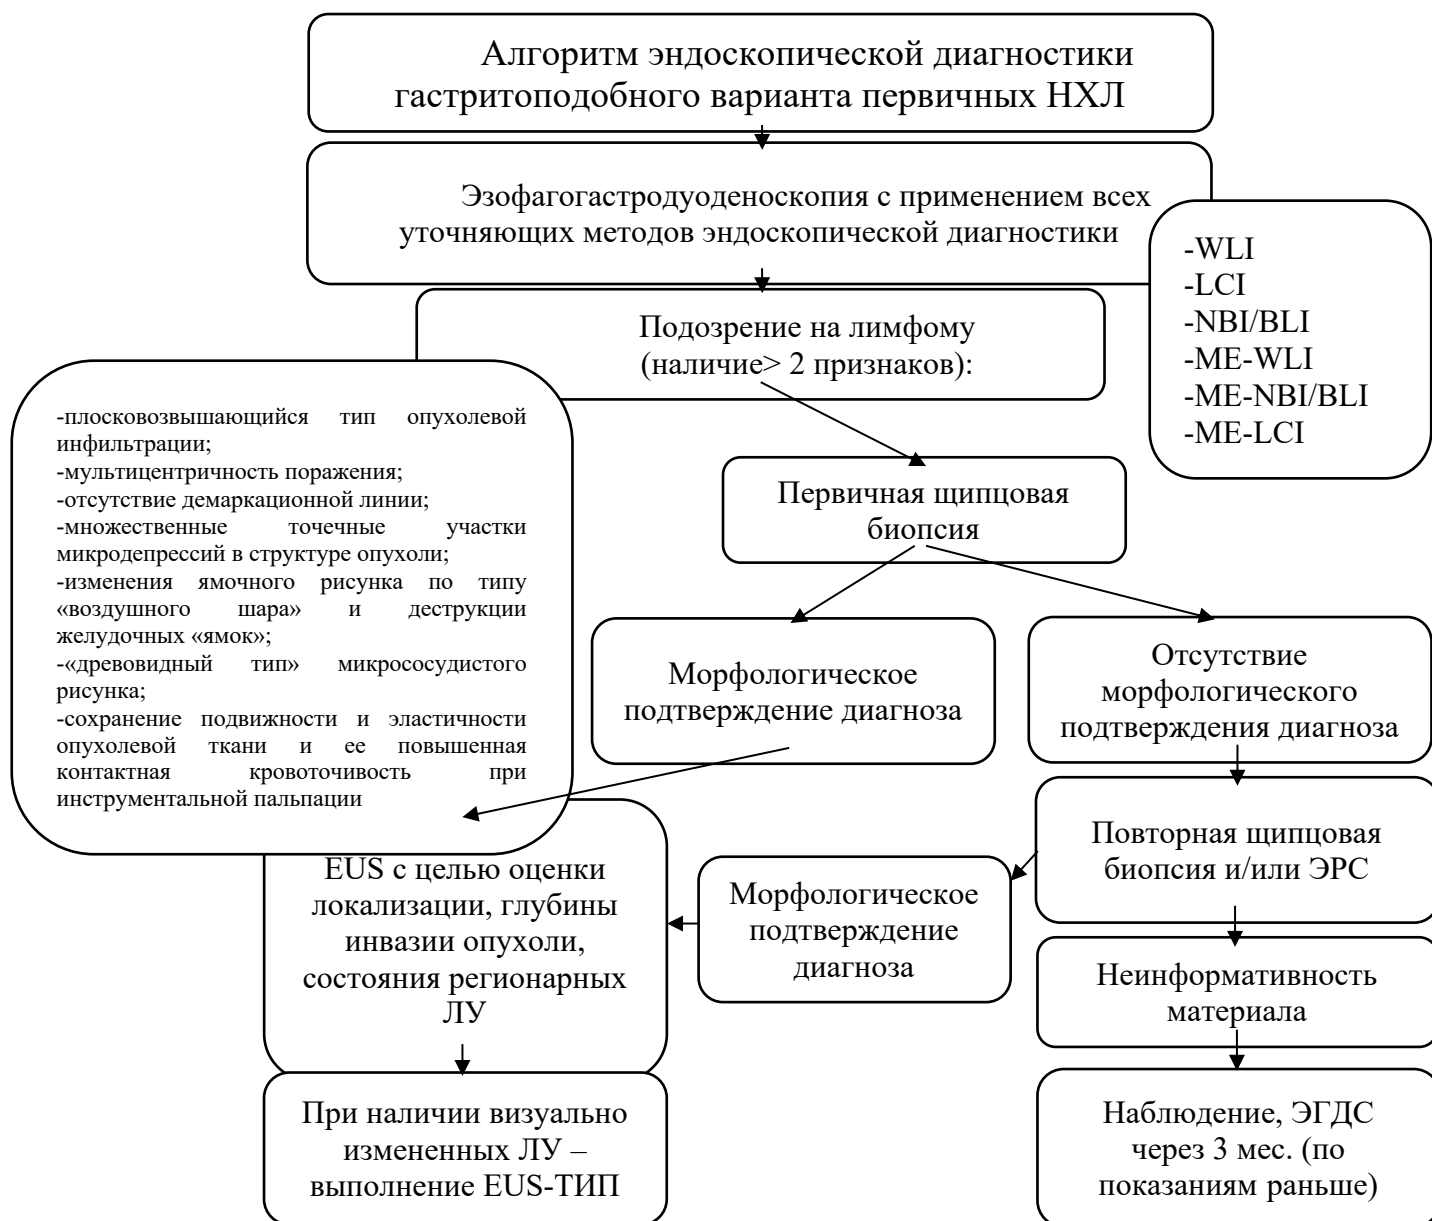 Алгоритм эндоскопической диагностики
гастритоподобного варианта первичных НХЛ
Эзофагогастродуоденоскопия с применением всех
уточняющих методов эндоскопической диагностики
-WLI
-LCI
-NBI/BLI
-ME-WLI
-ME-NBI/BLI
-ME-LCI
Подозрение на лимфому
(наличие> 2 признаков):
-плосковозвышающийся тип опухолевой
инфильтрации;
-мультицентричность поражения;
-отсутствие демаркационной линии;
-множественные точечные участки
микродепрессий в структуре опухоли;
-изменения ямочного рисунка по типу
«воздушного шара» и деструкции
желудочных «ямок»;
-«древовидный тип» микрососудистого
рисунка;
-сохранение подвижности и эластичности
опухолевой ткани и ее повышенная
контактная кровоточивость при
инструментальной пальпации
Первичная щипцовая
биопсия
Морфологическое
подтверждение диагноза
Отсутствие
морфологического
подтверждения диагноза
Повторная щипцовая
биопсия и/или ЭРС
Морфологическое
подтверждение
диагноза
EUS с целью оценки
локализации, глубины
инвазии опухоли,
состояния регионарных
ЛУ
Неинформативность
материала
При наличии визуально
измененных ЛУ –
выполнение EUS-ТИП
Наблюдение, ЭГДС
через 3 мес. (по
показаниям раньше)